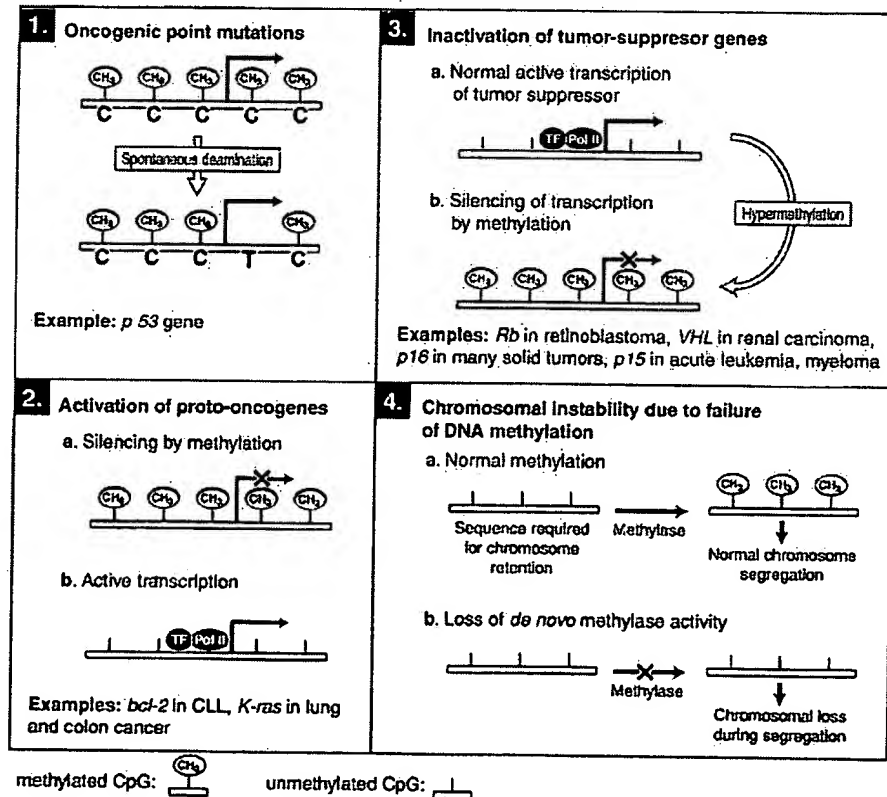 1. Oncogenic point mutations
CH3 CH3 CH3 CH3 CH3
C C C C C
Spontaneous deamination
CH3 CH3 CH3 CH3
C C C T C
Example: p 53 gene
2. Activation of proto-oncogenes
a. Silencing by methylation
CH3 CH3 CH3 CH3 CH3
b. Active transcription
TF Pol II
Examples: bcl-2 in CLL, K-ras in lung
and colon cancer
3. Inactivation of tumor-suppresor genes
a. Normal active transcription
of tumor suppressor
TF Pol II
b. Silencing of transcription
by methylation
Hypermethylation
CH3 CH3 CH3 CH3 CH3
Examples: Rb in retinoblastoma, VHL in renal carcinoma,
p16 in many solid tumors; p15 in acute leukemia, myeloma
4. Chromosomal instability due to failure
of DNA methylation
a. Normal methylation
CH3 CH3 CH3
Sequence required
for chromosome
retention
Methylase
Normal chromosome
segregation
b. Loss of de novo methylase activity
Methylase
Chromosomal loss
during segregation
methylated CpG: CH3 unmethylated CpG: